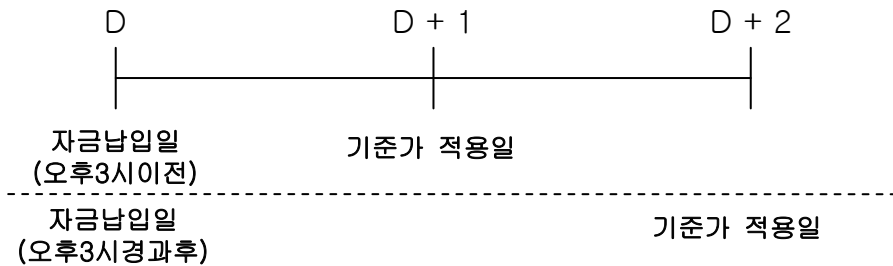 D D + 1 D + 2
자금납입일
(오후3시이전)
기준가 적용일
자금납입일
(오후3시경과후)
기준가 적용일